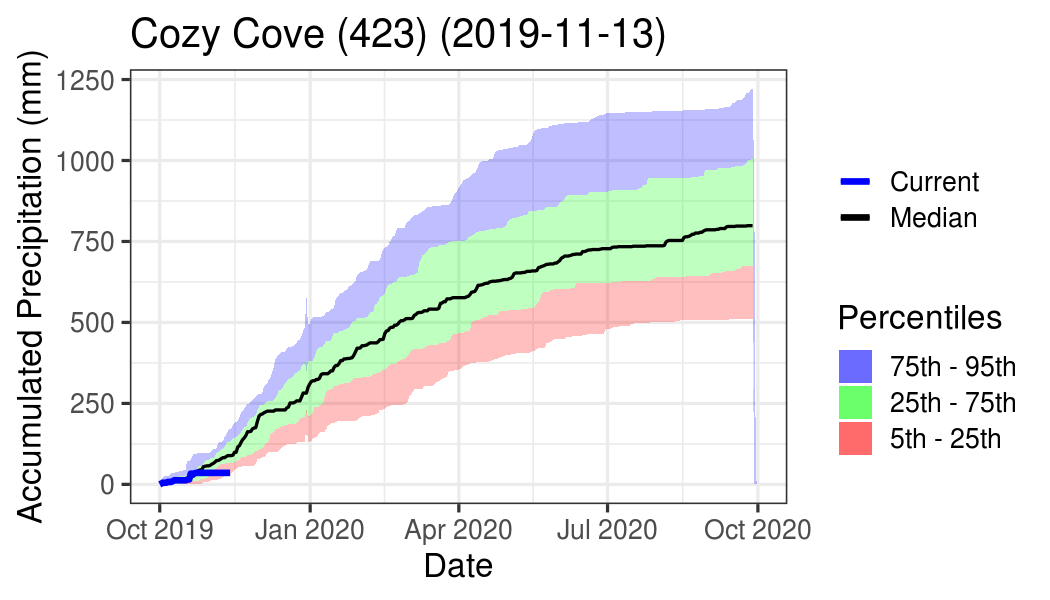 Cozy Cove (423) (2019-11-13)
Accumulated Precipitation (mm)
1250
1000
750
500
250
0
Oct 2019
Jan 2020
Apr 2020
Jul 2020
Oct 2020
Date
Current
Median
Percentiles
75th - 95th
25th - 75th
5th - 25th